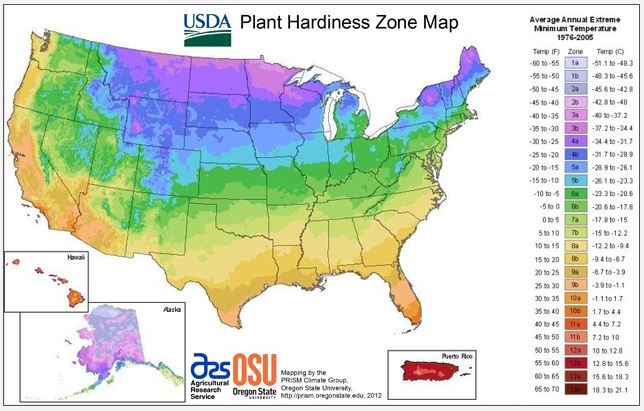 USDA Plant Hardiness Zone Map
Average Annual Extreme
Minimum Temperature
1976-2005
Temp (F) Zone Temp (C)
-60 to -55 1a -51.1 to -48.3
-55 to -50 1b -48.3 to -45.6
-50 to -45 2a -45.6 to -42.8
-45 to -40 2b -42.8 to -40
-40 to -35 3a -40 to -37.2
-35 to -30 3b -37.2 to -34.4
-30 to -25 4a -34.4 to -31.7
-25 to -20 4b -31.7 to -28.9
-20 to -15 5a -28.9 to -26.1
-15 to -10 5b -26.1 to -23.3
-10 to -5 6a -23.3 to -20.6
-5 to 0 6b -20.6 to -17.8
0 to 5 7a -17.8 to -15
5 to 10 7b -15 to -12.2
10 to 15 8a -12.2 to -9.4
15 to 20 8b -9.4 to -6.7
20 to 25 9a -6.7 to -3.9
25 to 30 9b -3.9 to -1.1
30 to 35 10a -1.1 to 1.7
35 to 40 10b 1.7 to 4.4
40 to 45 11a 4.4 to 7.2
45 to 50 11b 7.2 to 10
50 to 55 12a 10 to 12.8
55 to 60 12b 12.8 to 15.6
60 to 65 13a 15.6 to 18.3
65 to 70 13b 18.3 to 21.1
Hawaii
Alaska
Puerto Rico
ars
Agricultural
Research
Service
OSU
Oregon State
UNIVERSITY
Mapping by the
PRISM Climate Group,
Oregon State University,
http://prism.oregonstate.edu, 2012